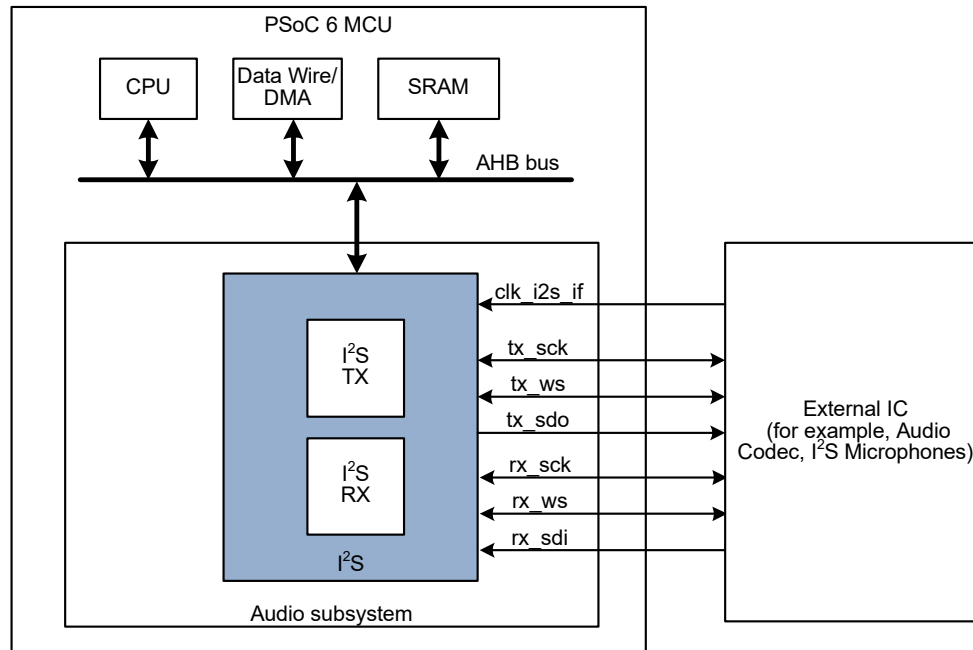 PSoC 6 MCU
CPU
Data Wire/
DMA
SRAM
AHB bus
clk_i2s_if
tx_sck
tx_ws
tx_sdo
rx_sck
rx_ws
rx_sdi
I²S
TX
I²S
RX
I²S
Audio subsystem
External IC
(for example, Audio
Codec, I²S Microphones)